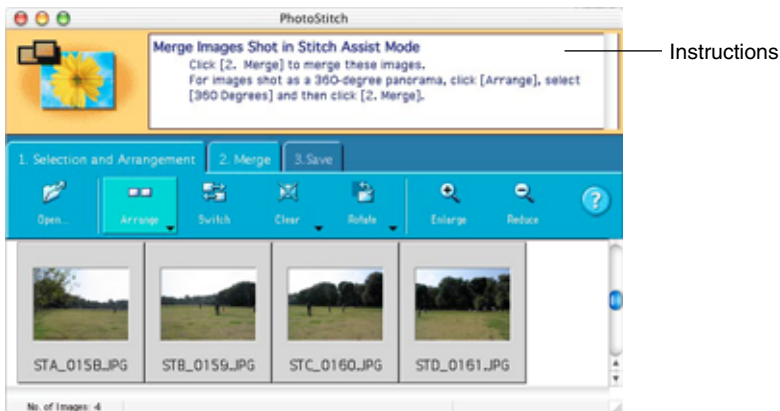 PhotoStitch
Merge Images Shot in Stitch Assist Mode
Click [2. Merge] to merge these images.
For images shot as a 360-degree panorama, click [Arrange], select
[360 Degrees] and then click [2. Merge].
Instructions
1. Selection and Arrangement 2. Merge 3. Save
Open... Arrange Switch Clear Rotate Enlarge Reduce ?
STA_0158.JPG STB_0159.JPG STC_0160.JPG STD_0161.JPG
No. of Images: 4